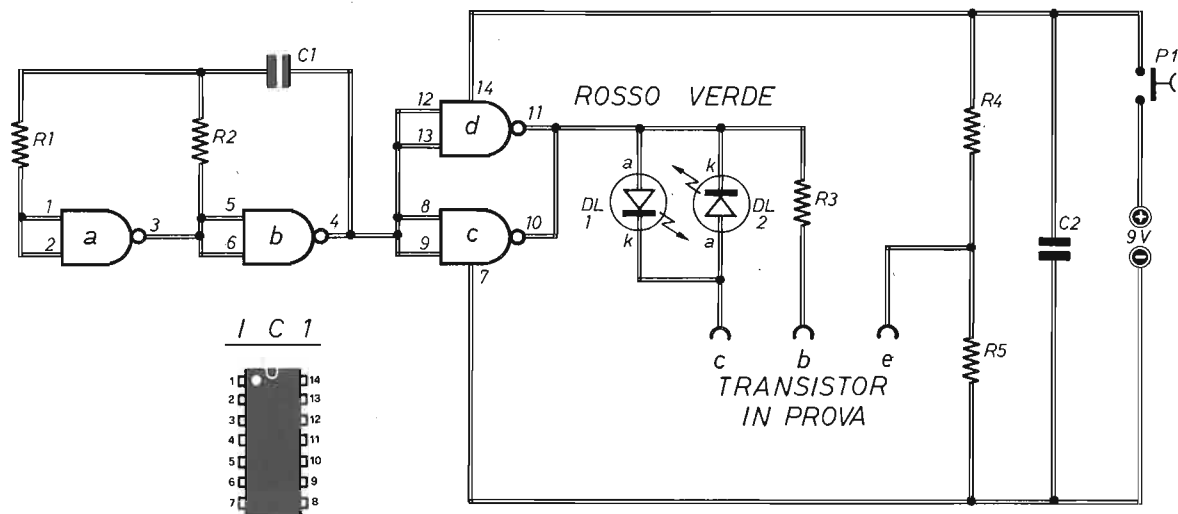 C1
P1
14
12
11
ROSSO VERDE
R1
R2
d
R4
13
a
k
R3
DL
1
DL
2
1
5
8
10
C2
3
4
k
a
9V
2
a
6
b
9
c
7
I C 1
c
b
e
R5
TRANSISTOR
IN PROVA
1
14
2
13
3
12
4
11
5
10
6
9
7
8